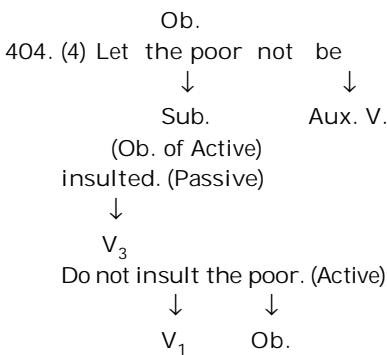 Ob.
404. (4) Let the poor not be
↓ ↓
Sub. Aux. V.
(Ob. of Active)
insulted. (Passive)
↓
V₃
Do not insult the poor. (Active)
↓ ↓
V₁ Ob.